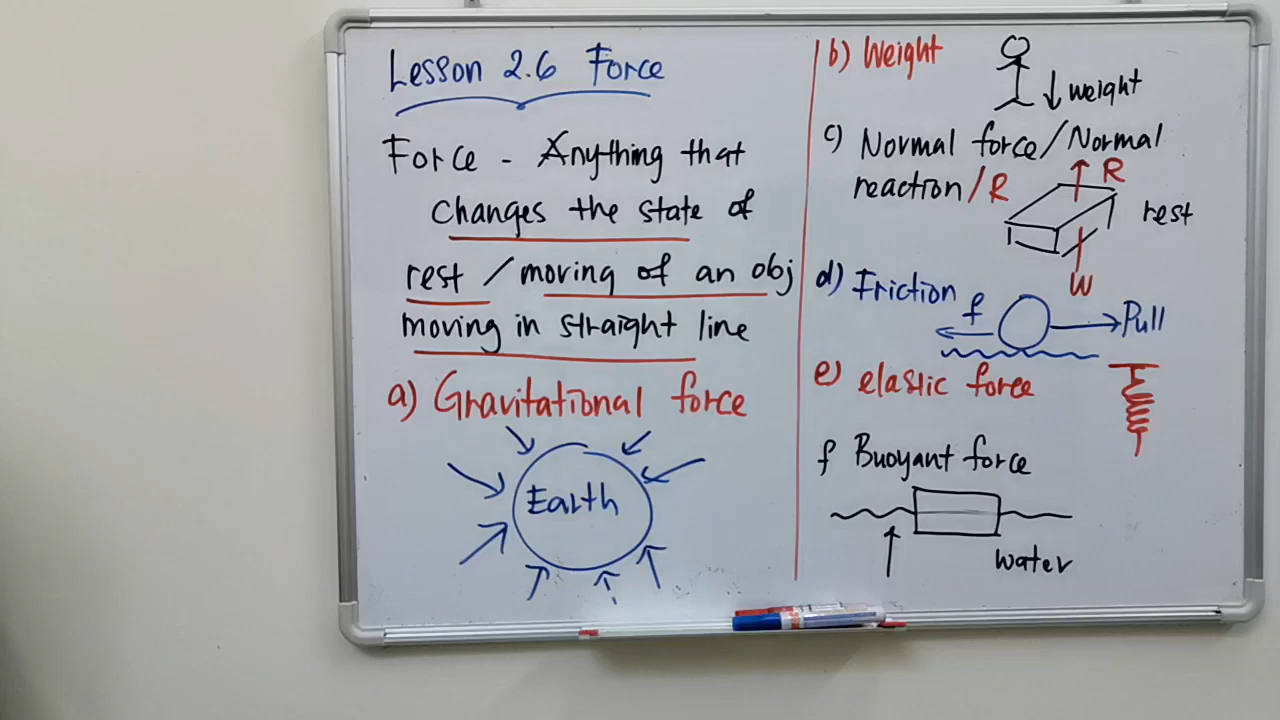 Lesson 2.6 Force
Force - Anything that
changes the state of
rest / moving of an obj
moving in straight line
a) Gravitational force
Earth
b) Weight
weight
c) Normal force/Normal
reaction/R
R
rest
W
d) Friction
f
Pull
e) elastic force
f Buoyant force
water